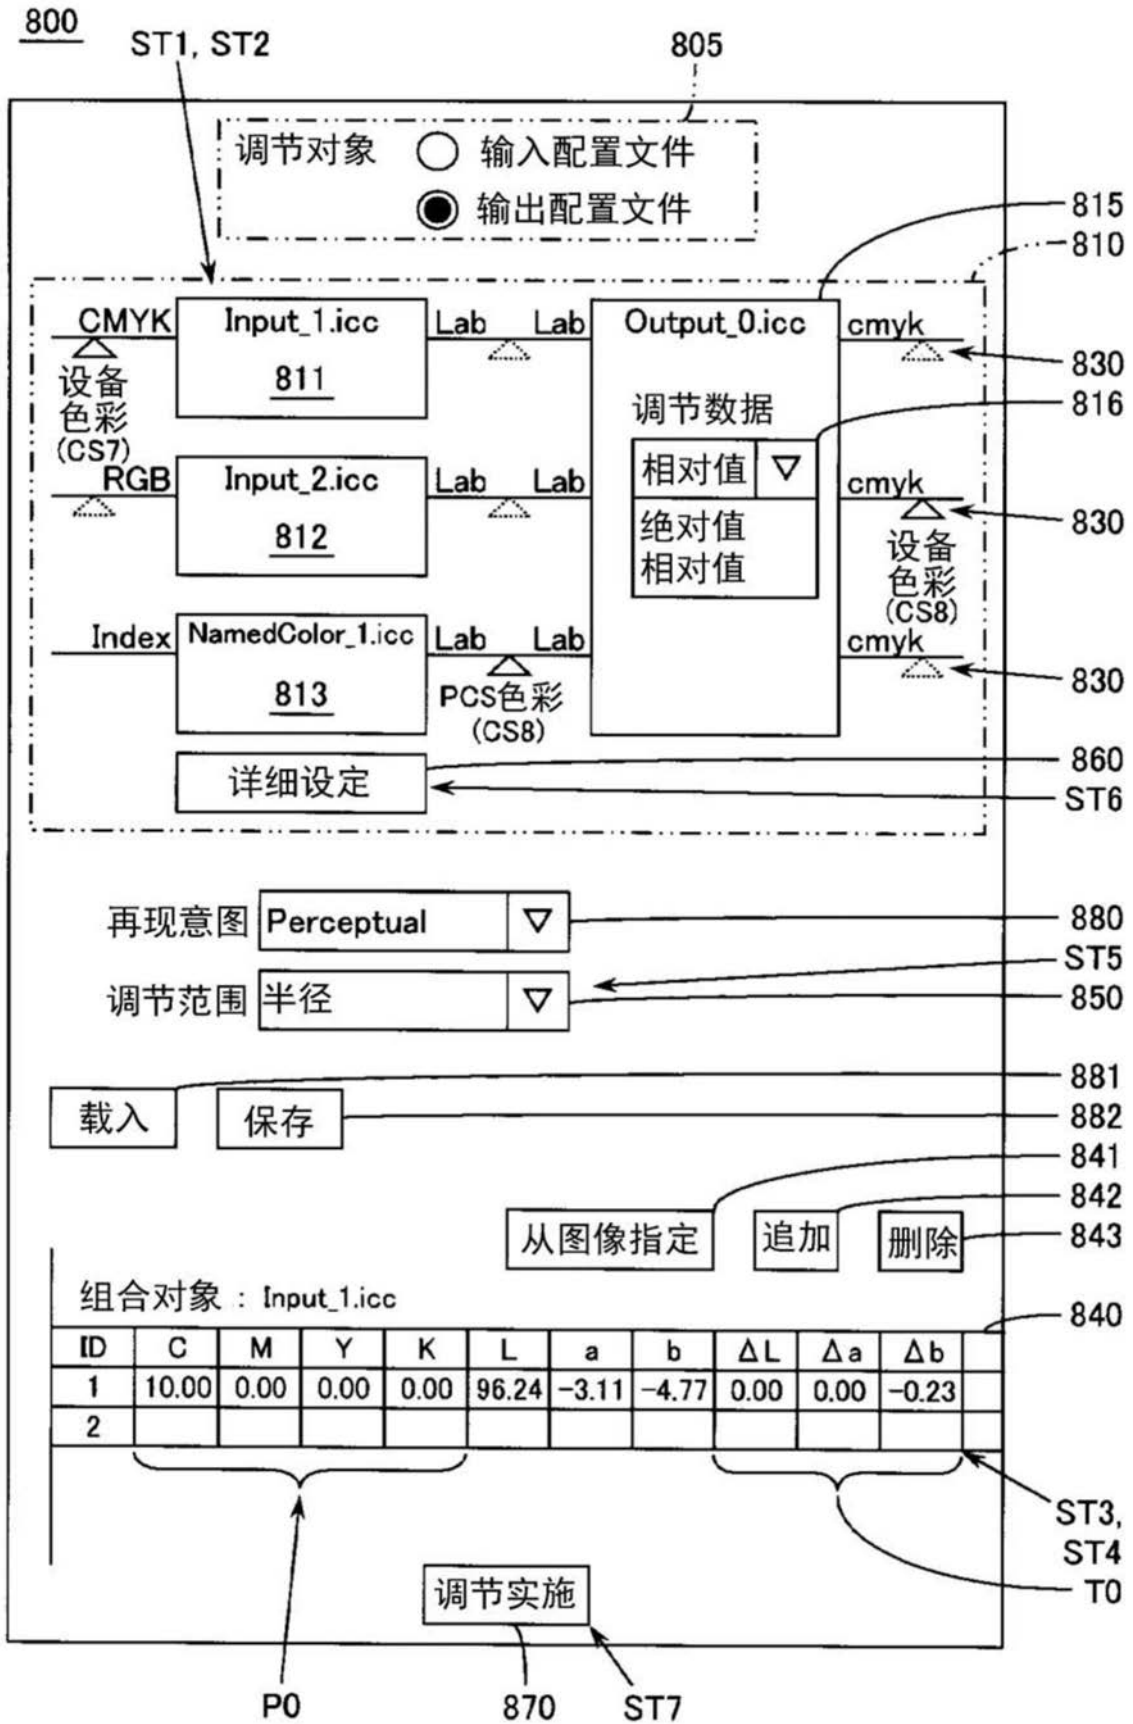 800
ST1, ST2
805
调节对象 输入配置文件
输出配置文件
815
810
CMYK Input_1.icc Lab Lab Output_0.icc cmyk
811
830
设备
色彩
(CS7)
调节数据
816
RGB Input_2.icc Lab Lab 相对值 cmyk
812
绝对值
相对值
830
设备
色彩
(CS8)
Index NamedColor_1.icc Lab Lab cmyk
813
PCS色彩
(CS8)
830
详细设定
860
ST6
再现意图 Perceptual
880
ST5
调节范围 半径
850
881
载入 保存
882
841
842
从图像指定 追加 删除
843
组合对象：Input_1.icc
840
ID C M Y K L a b ΔL Δa Δb
1 10.00 0.00 0.00 0.00 96.24 -3.11 -4.77 0.00 0.00 -0.23
2
ST3,
ST4
T0
调节实施
P0
870
ST7